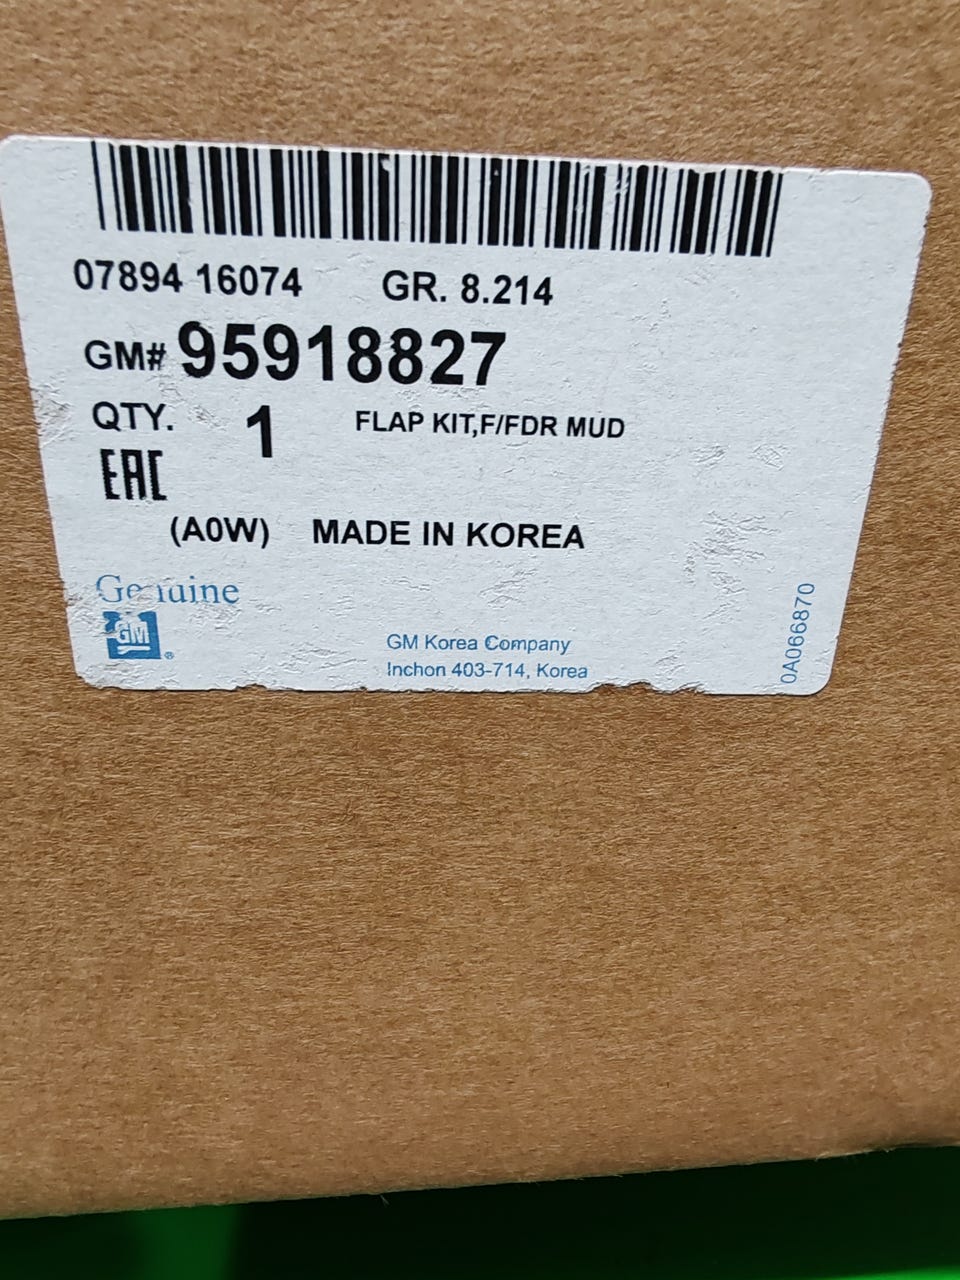 07894 16074 GR. 8.214
GM# 95918827
QTY. 1 FLAP KIT,F/FDR MUD
EAC
(A0W) MADE IN KOREA
Genuine
GM ®
GM Korea Company
Inchon 403-714, Korea
0A066870